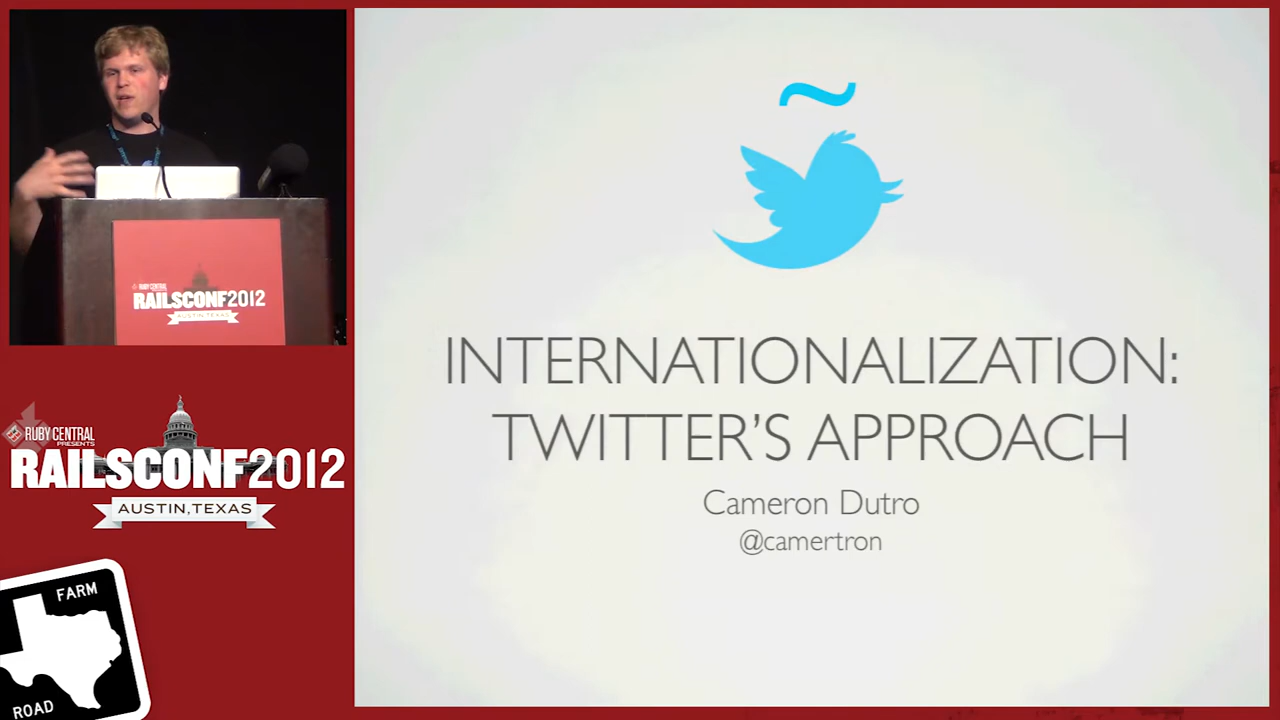 INTERNATIONALIZATION:
TWITTER'S APPROACH
Cameron Dutro
@camertron
RUBY CENTRAL
RAILSCONF2012
AUSTIN, TEXAS
RUBY CENTRAL
PRESENTS
RAILSCONF2012
AUSTIN, TEXAS
FARM
ROAD